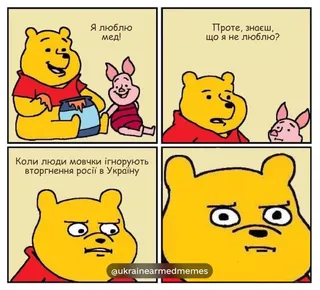 Я люблю
мед!
Проте, знаєш,
що я не люблю?
Коли люди мовчки ігнорують
вторгнення росії в Україну
@ukrainearmedmemes